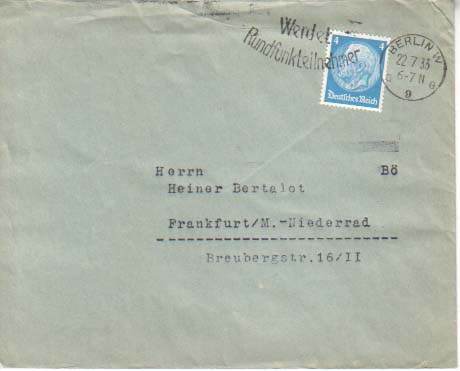 Werdet
Rundfunkteilnehmer
4 4
Deutsches Reich
BERLIN W
22.7.33
6-7 N
9
Herrn Bö
Heiner Bertalot
Frankfurt/M.-Niederrad
Breubergstr.16/II